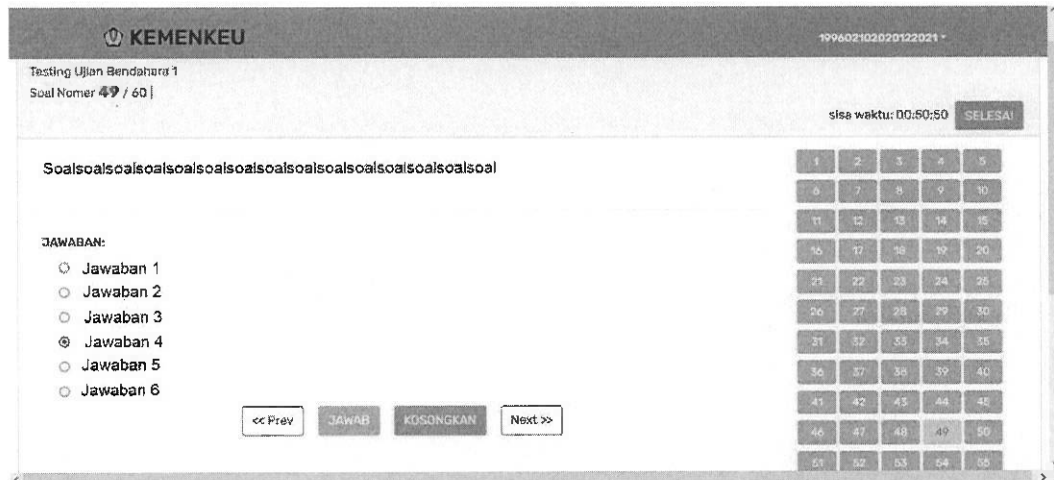 KEMENKEU
199602102020122021
Testing Ujian Bendahara 1
Soal Nomer 49 / 60 |
sisa waktu: 00:50:50 SELESAI
Soalsoalsoalsoalsoalsoalsoalsoalsoalsoalsoalsoalsoalsoal
JAWABAN:
Jawaban 1
Jawaban 2
Jawaban 3
Jawaban 4
Jawaban 5
Jawaban 6
<< Prev JAWAB KOSONGKAN Next >>
1 2 3 4 5
6 7 8 9 10
11 12 13 14 15
16 17 18 19 20
21 22 23 24 25
26 27 28 29 30
31 32 33 34 35
36 37 38 39 40
41 42 43 44 45
46 47 48 49 50
51 52 53 54 55